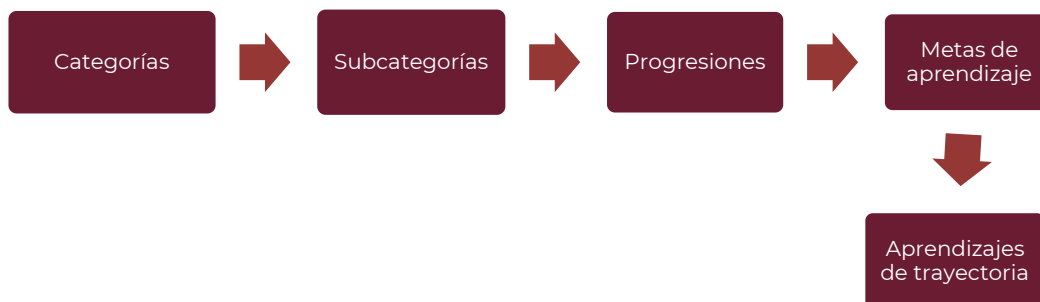 Categorías
Subcategorías
Progresiones
Metas de
aprendizaje
Aprendizajes
de trayectoria